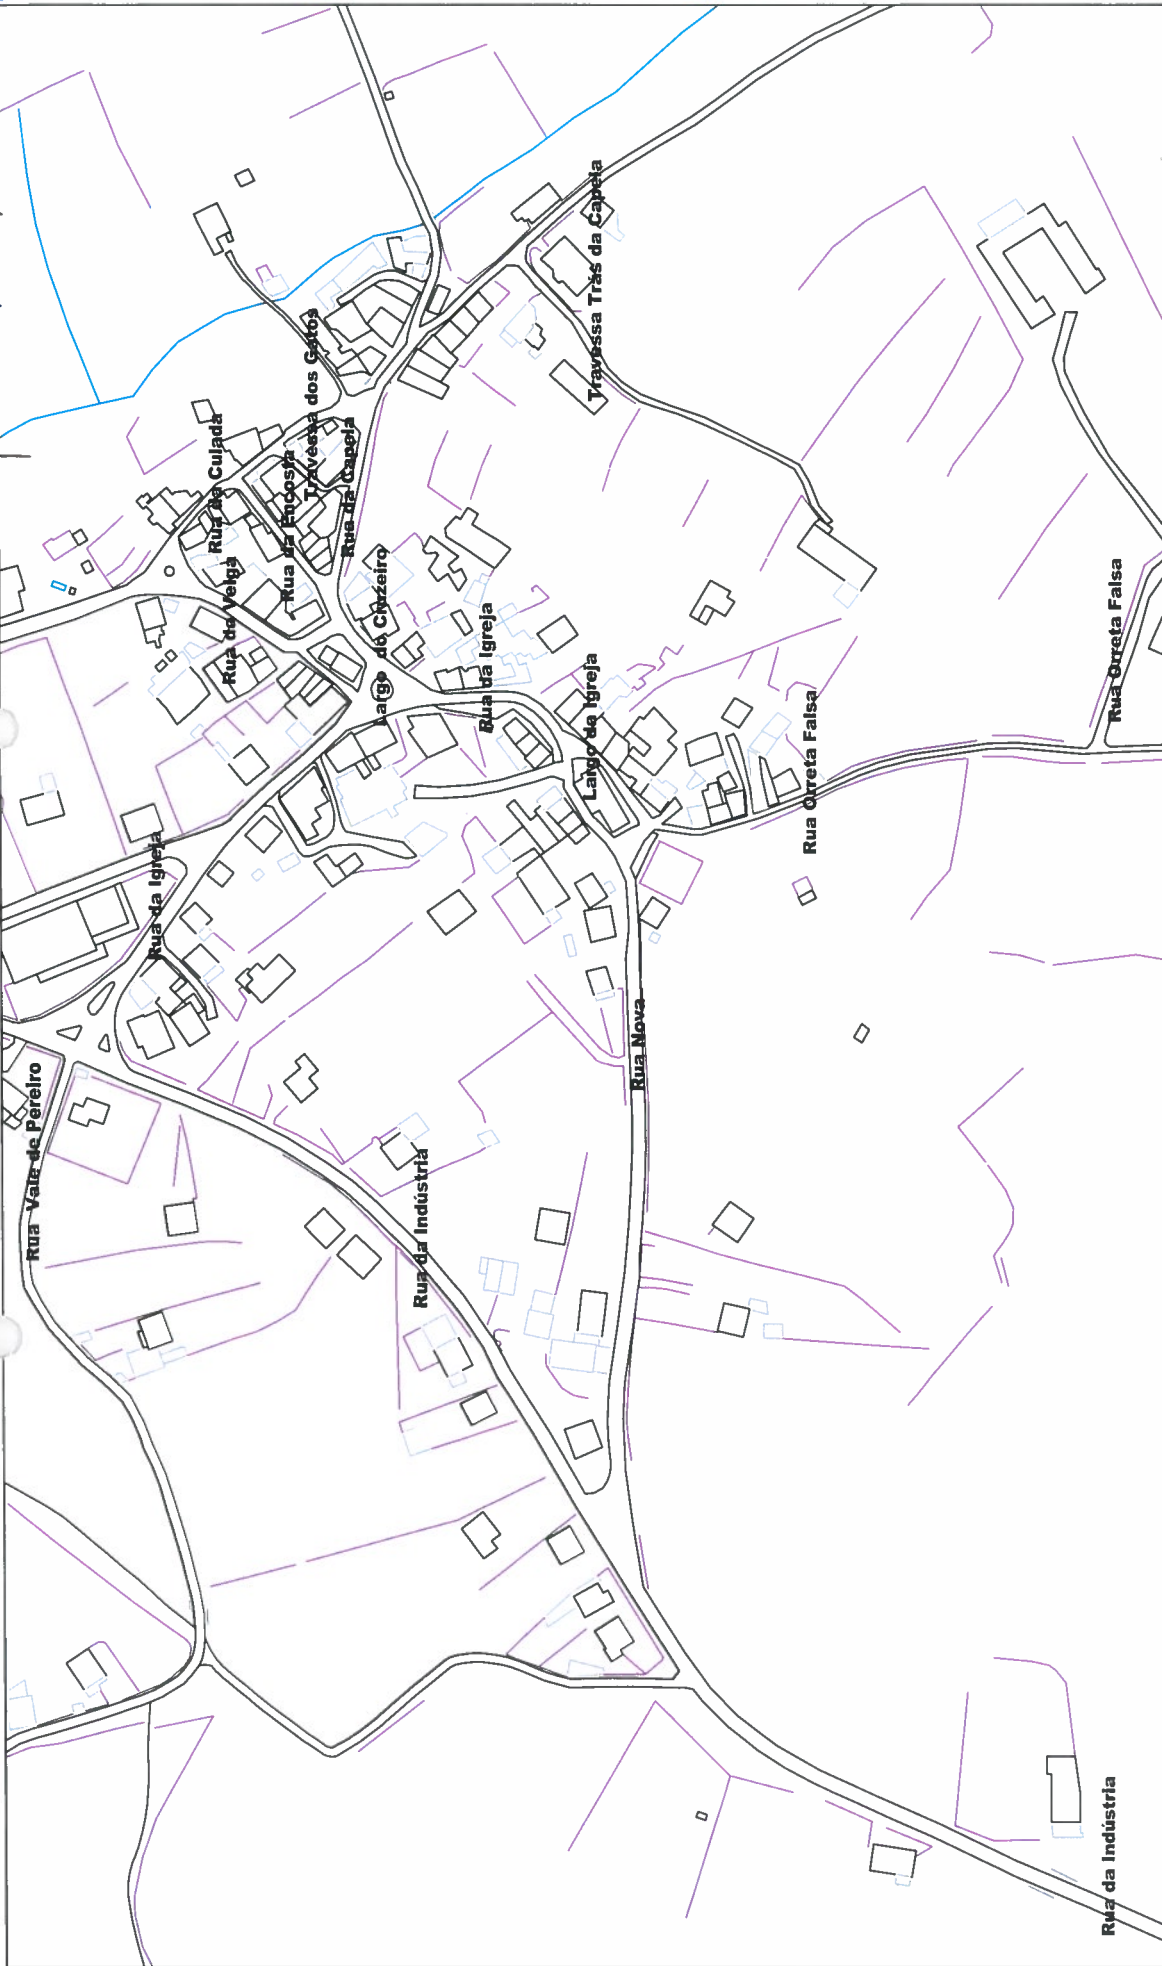 Travessa Trás da Capela
Travessa dos Gatos
Rua da Culada
Rua da Encosta
Rua da Capela
Rua do Veiga
Largo do Cruzeiro
Rua da Igreja
Largo da Igreja
Rua Orreta Falsa
Rua Orreta Falsa
Rua da Igreja
Rua Nova
Rua Vale de Pereiro
Rua da Indústria
Rua da Indústria